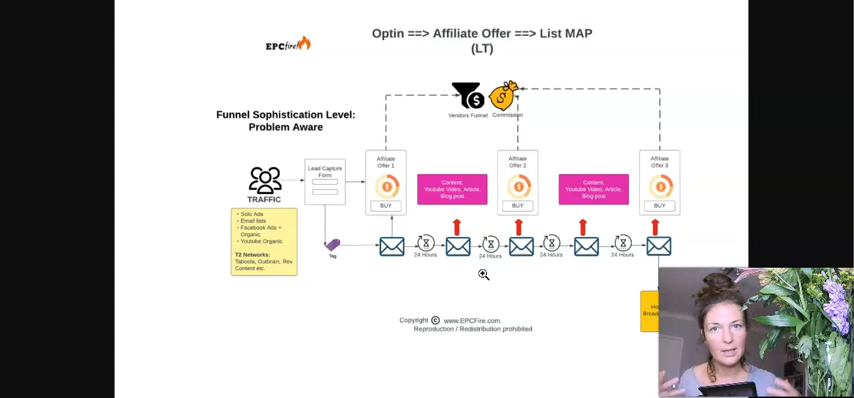 EPCfire!
Optin ==> Affiliate Offer ==> List MAP
(LT)
Funnel Sophistication Level:
Problem Aware
Vendors Funnel
Commission
Lead Capture
Form
Affiliate
Offer 1
BUY
Content:
Youtube Video, Article,
Blog post
Affiliate
Offer 2
BUY
Content:
Youtube Video, Article,
Blog post
Affiliate
Offer 3
BUY
TRAFFIC
• Solo Ads
• Email lists
• Facebook Ads +
Organic
• Youtube Organic
T2 Networks:
Taboola, Outbrain, Rev
Content etc.
Tag
24 Hours
24 Hours
24 Hours
24 Hours
Copyright © www.EPCFire.com.
Reproduction / Redistribution prohibited